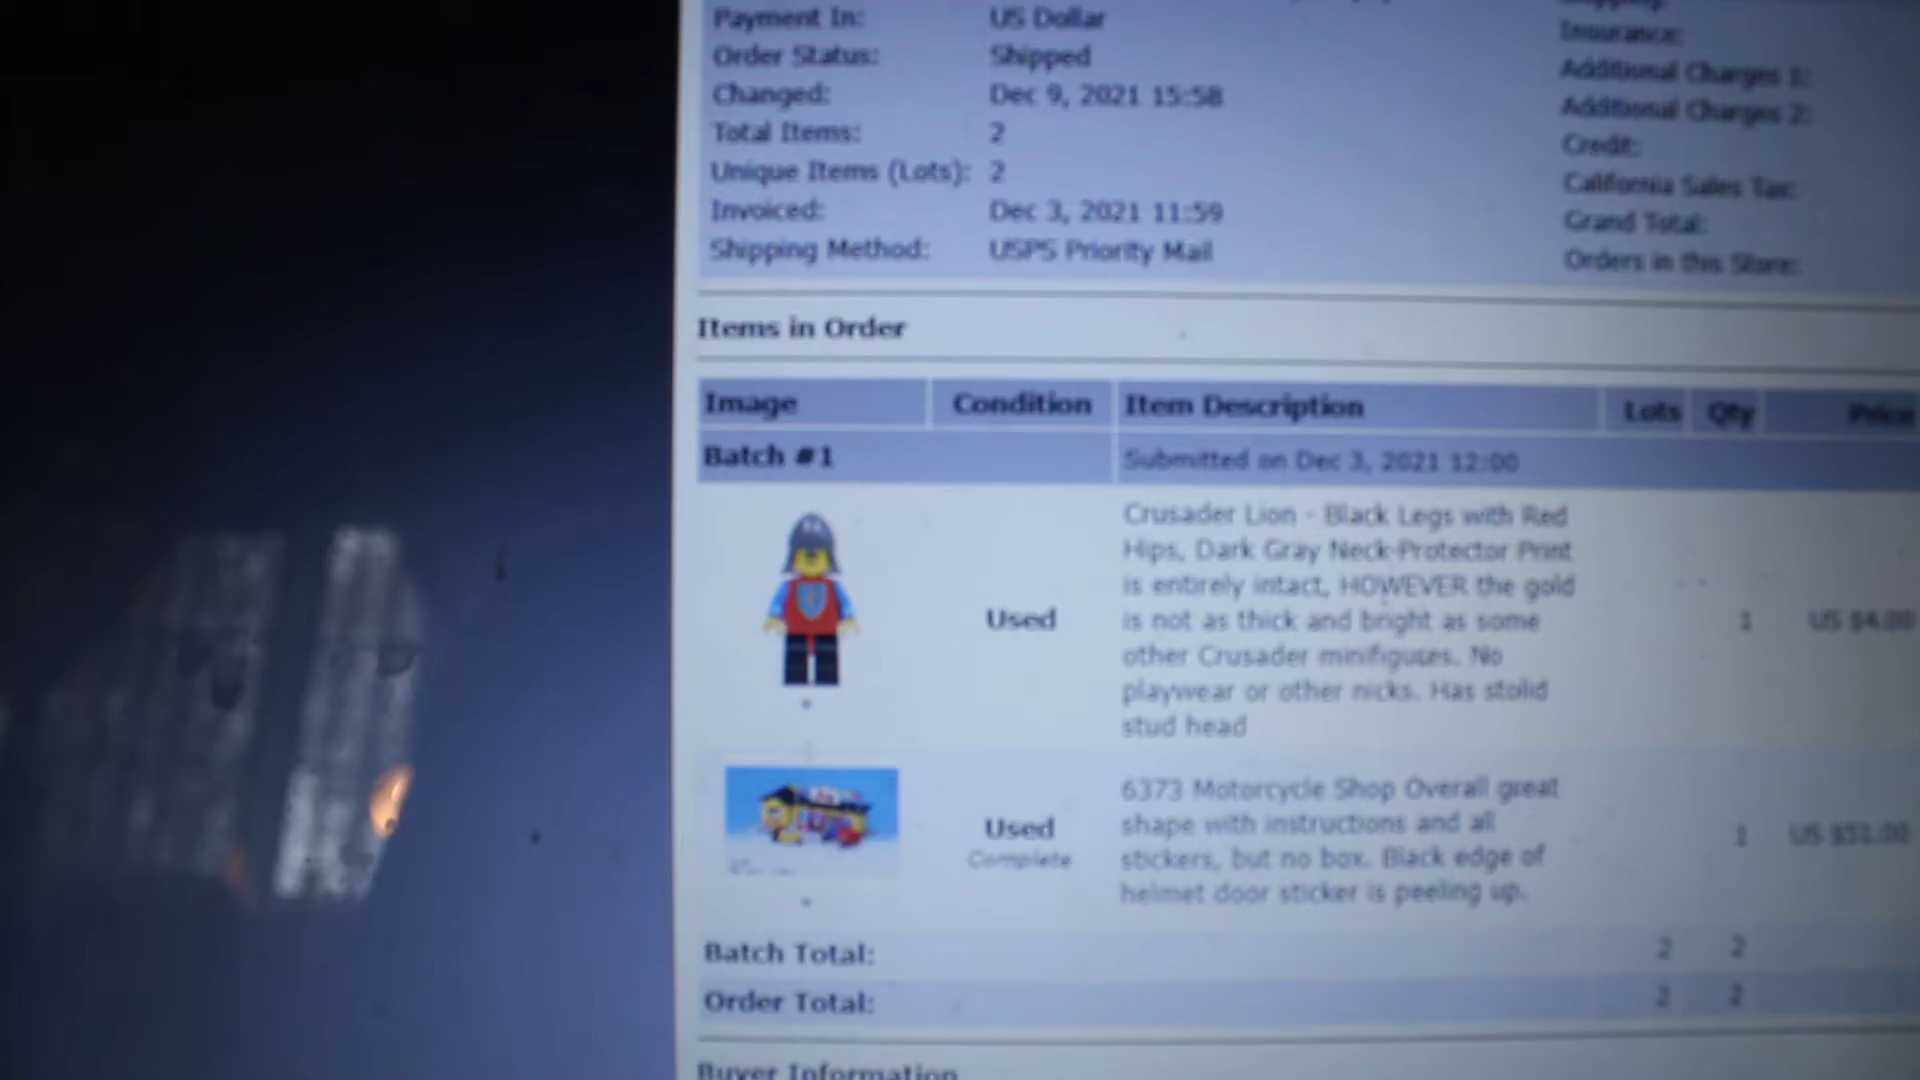 Payment In: US Dollar
Insurance:
Order Status: Shipped
Additional Charges 1:
Changed: Dec 9, 2021 15:58
Additional Charges 2:
Total Items: 2
Credit:
Unique Items (Lots): 2
California Sales Tax:
Invoiced: Dec 3, 2021 11:59
Grand Total:
Shipping Method: USPS Priority Mail
Orders in this Store:
Items in Order
Image Condition Item Description Lots Qty Price
Batch #1 Submitted on Dec 3, 2021 12:00
Crusader Lion - Black Legs with Red
Hips, Dark Gray Neck-Protector Print
is entirely intact, HOWEVER the gold
Used is not as thick and bright as some 1 US $4.00
other Crusader minifigures. No
playwear or other nicks. Has stolid
stud head
6373 Motorcycle Shop Overall great
Used shape with instructions and all 1 US
Complete stickers, but no box. Black edge of
helmet door sticker is peeling up.
Batch Total: 2 2
Order Total: 2 2
Buyer Information